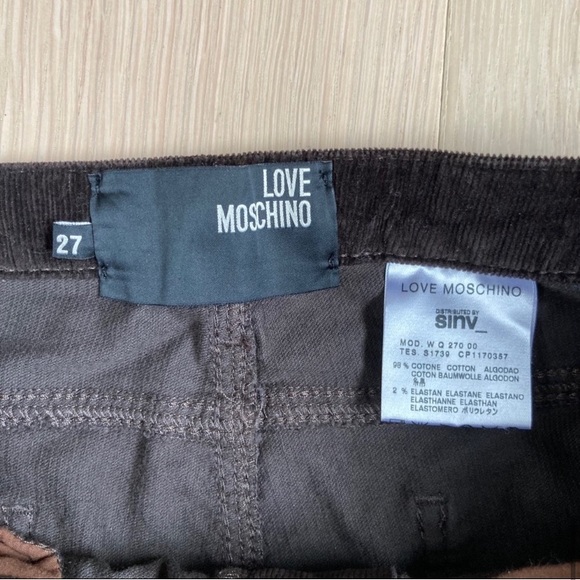 LOVE
MOSCHINO
27
LOVE MOSCHINO
DISTRIBUTED BY
SINV_
MOD. W Q 270 00
TES. S1739 CP1170357
98 % COTONE COTTON ALGODAO
COTON BAUMWOLLE ALGODON
2 % ELASTAN ELASTANE ELASTANO
ELASTHANNE ELASTHAN
ELASTOMERO ポリウレタン